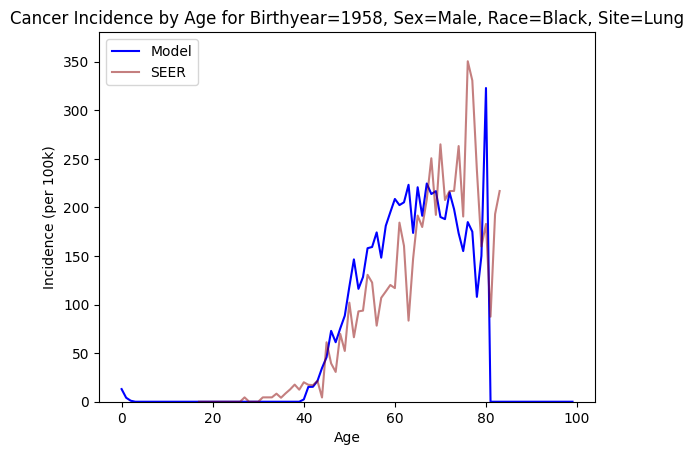 Cancer Incidence by Age for Birthyear=1958, Sex=Male, Race=Black, Site=Lung
Model
SEER
Incidence (per 100k)
350
300
250
200
150
100
50
0
0 20 40 60 80 100
Age